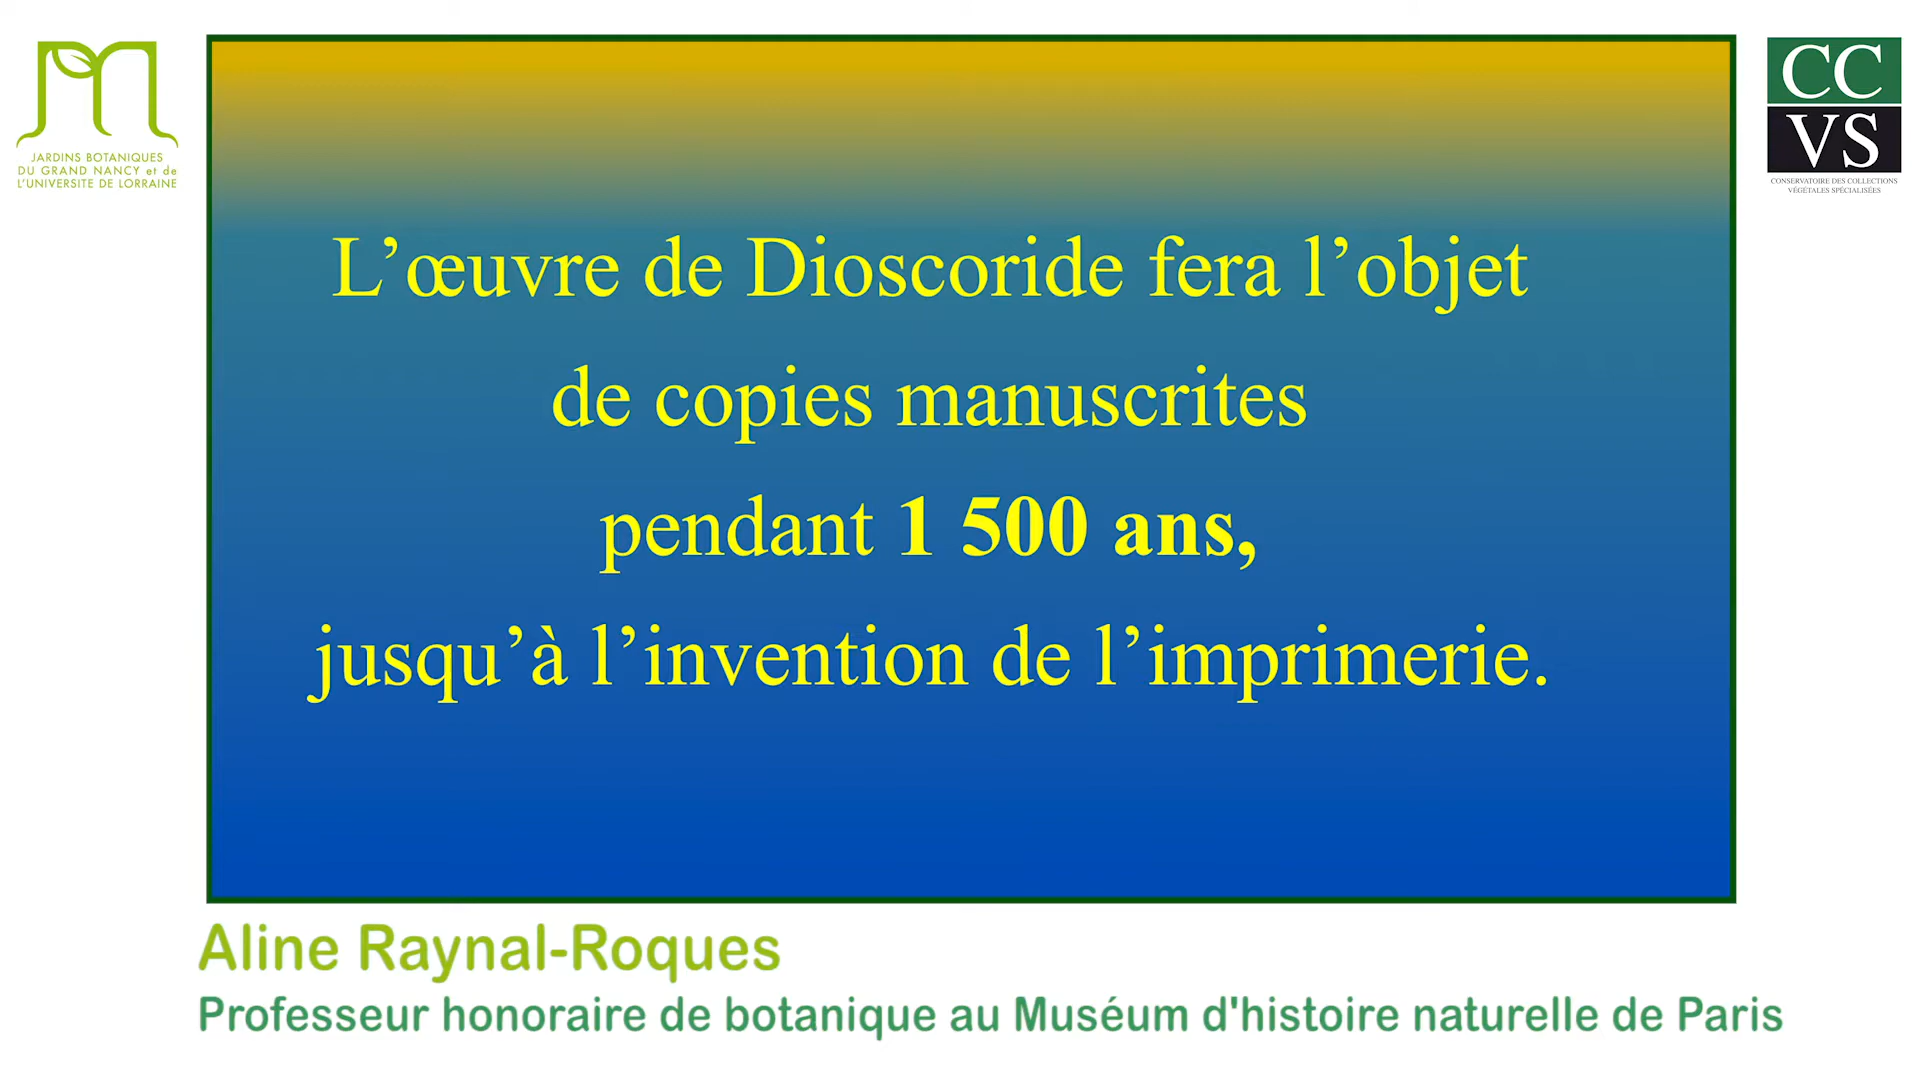 JARDINS BOTANIQUES
DU GRAND NANCY et de
L'UNIVERSITE DE LORRAINE
CC
VS
CONSERVATOIRE DES COLLECTIONS
VÉGÉTALES SPÉCIALISÉES
L’œuvre de Dioscoride fera l’objet
de copies manuscrites
pendant 1 500 ans,
jusqu’à l’invention de l’imprimerie.
Aline Raynal-Roques
Professeur honoraire de botanique au Muséum d'histoire naturelle de Paris